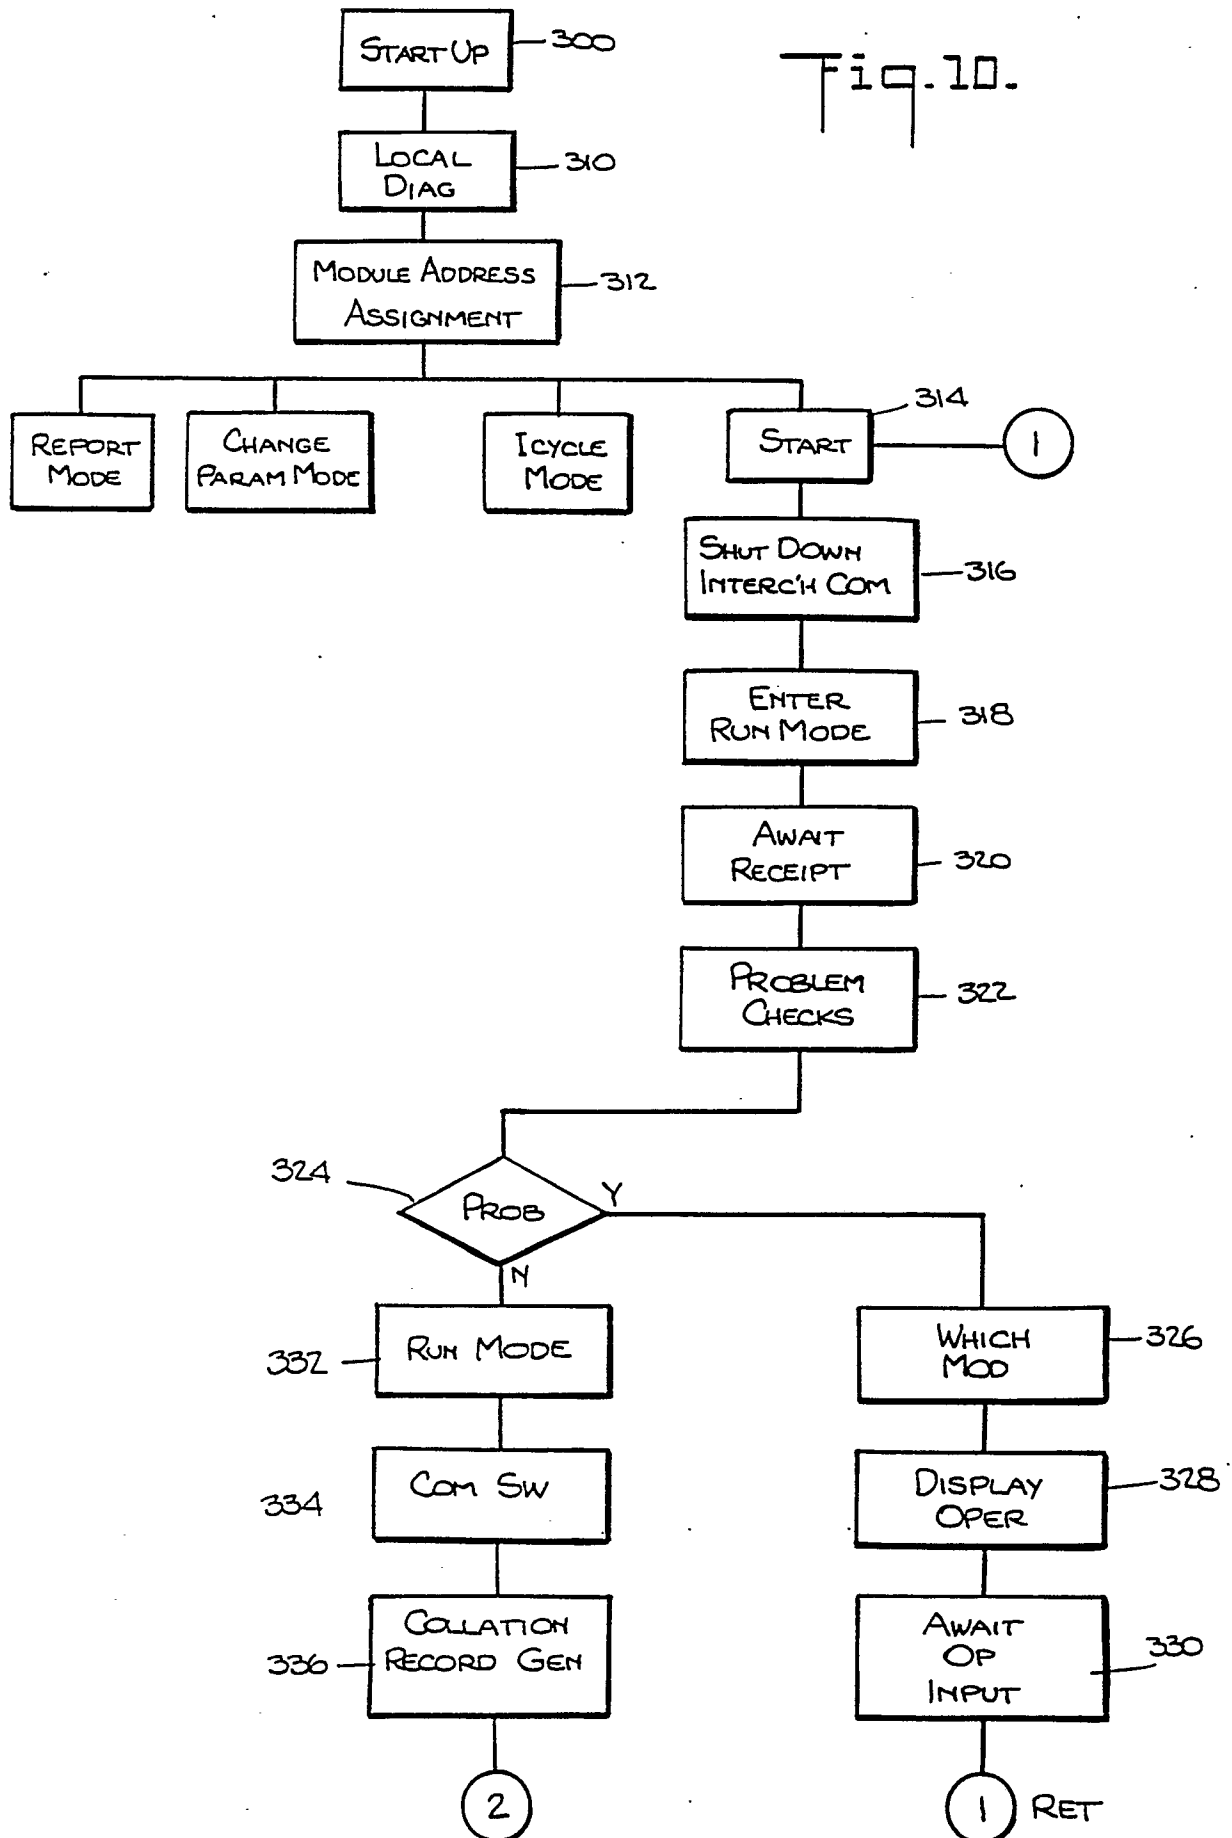 START UP
300
Fig. 10.
LOCAL
DIAG
310
MODULE ADDRESS
ASSIGNMENT
312
REPORT
MODE
CHANGE
PARAM MODE
ICYCLE
MODE
START
314
1
SHUT DOWN
INTERC'H COM
316
ENTER
RUN MODE
318
AWAIT
RECEIPT
320
PROBLEM
CHECKS
322
324
PROB
Y
N
332
RUN MODE
WHICH
MOD
326
334
COM SW
DISPLAY
OPER
328
336
COLLATION
RECORD GEN
AWAIT
OP
INPUT
330
2
1 RET